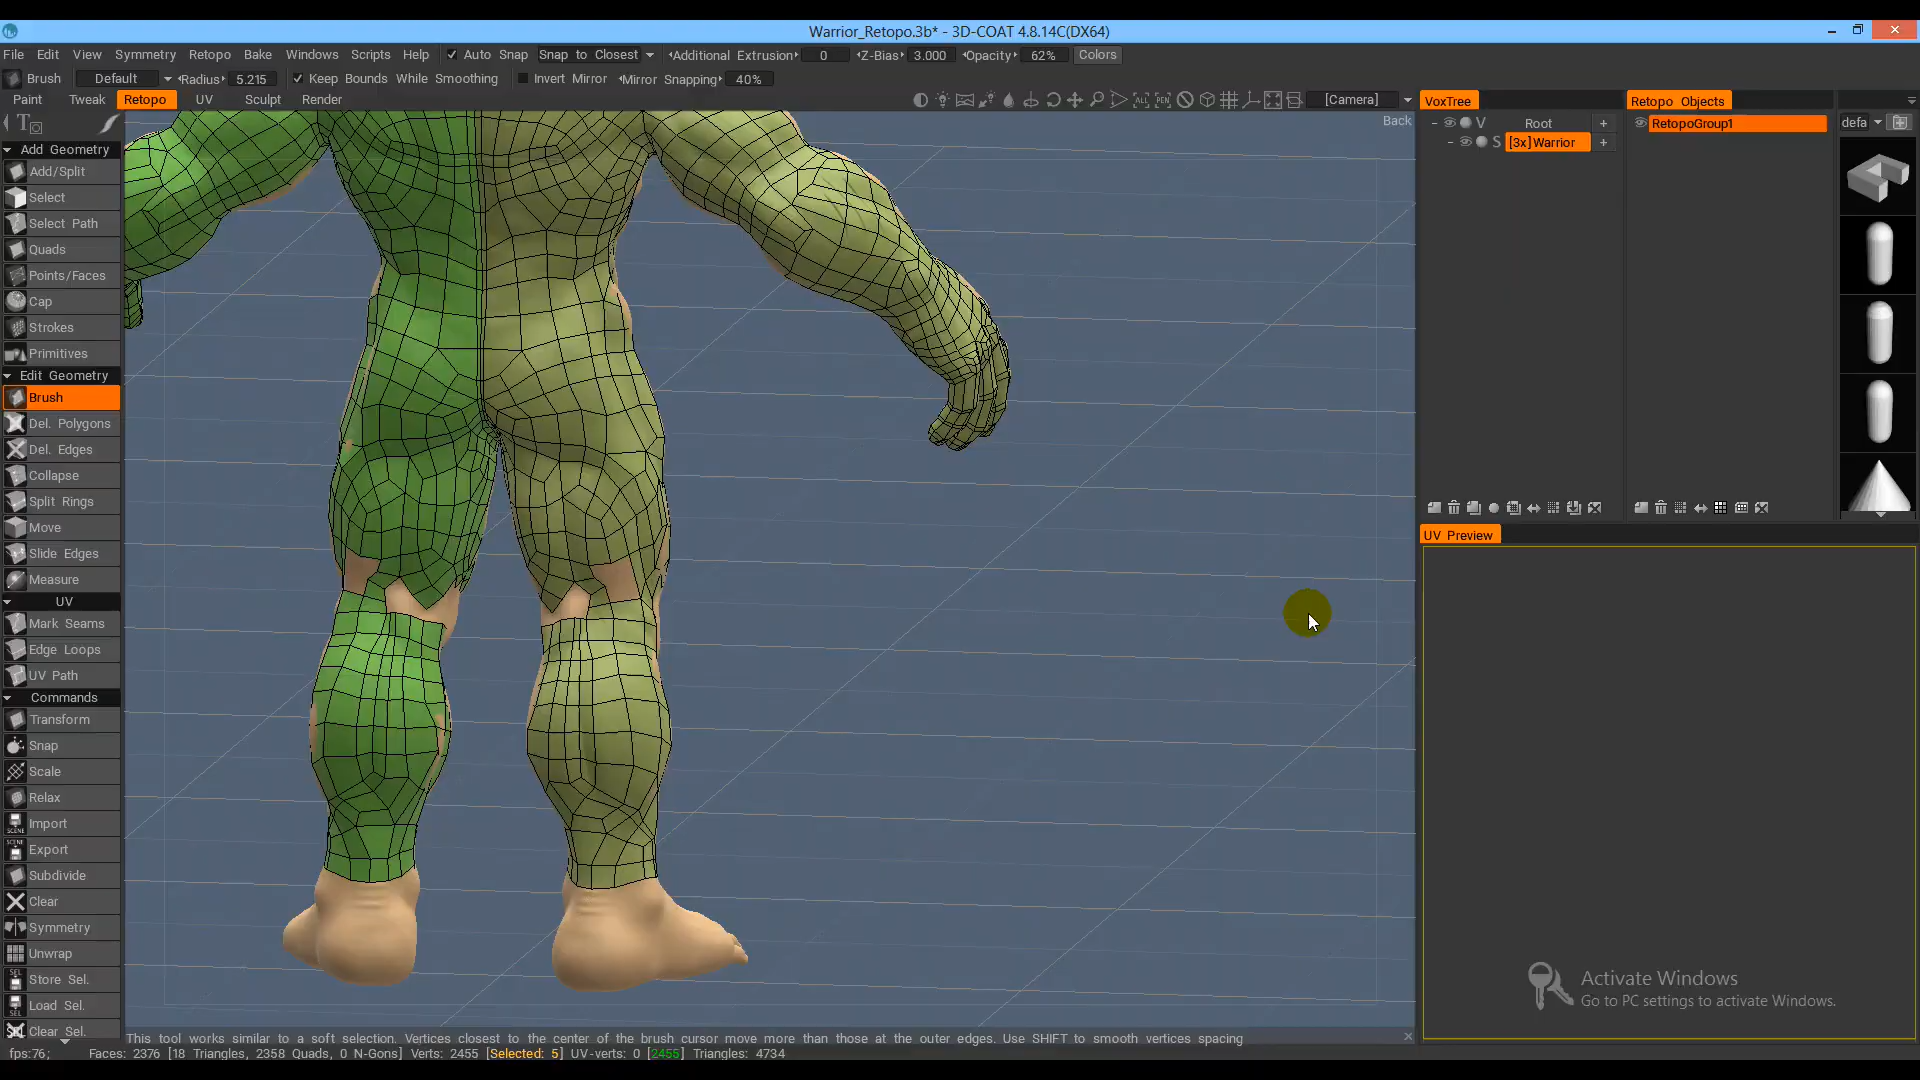 Warrior_Retopo.3b* - 3D-COAT 4.8.14C(DX64)
File Edit View Symmetry Retopo Bake Windows Scripts Help Auto Snap Snap to Closest Additional Extrusion 0 Z-Bias 3.000 Opacity 62% Colors
Brush Default Radius 5.215 Keep Bounds While Smoothing Invert Mirror Mirror Snapping 40%
Paint Tweak Retopo UV Sculpt Render [Camera]
Back
VoxTree
Root
V
S [3x]Warrior
Retopo Objects
RetopoGroup1
defa
Add Geometry
Add/Split
Select
Select Path
Quads
Points/Faces
Cap
Strokes
Primitives
Edit Geometry
Brush
Del. Polygons
Del. Edges
Collapse
Split Rings
Move
Slide Edges
Measure
UV
Mark Seams
Edge Loops
UV Path
Commands
Transform
Snap
Scale
Relax
Import
Export
Subdivide
Clear
Symmetry
Unwrap
Store Sel.
Load Sel.
Clear Sel.
UV Preview
Activate Windows
Go to PC settings to activate Windows.
This tool works similar to a soft selection. Vertices closest to the center of the brush cursor move more than those at the outer edges. Use SHIFT to smooth vertices spacing
fps:76; Faces: 2376 [18 Triangles, 2358 Quads, 0 N-Gons] Verts: 2455 [Selected: 5] UV-verts: 0 [2455] Triangles: 4734